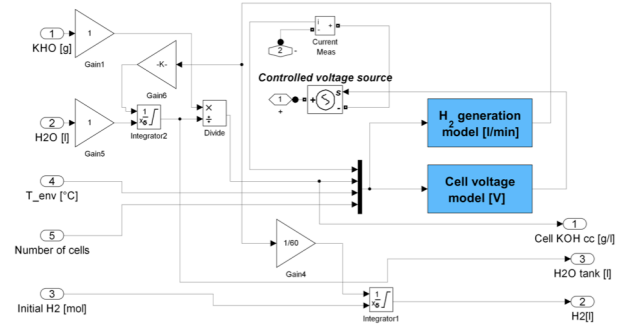 1
KHO [g]
1
Gain1
-K-
Gain6
2
H2O [l]
1
Gain5
1
s
xo
Integrator2
×
÷
Divide
i
+
-
Current
Meas
2
-
Controlled voltage source
1
+
+
s
-
H2 generation
model [l/min]
Cell voltage
model [V]
4
T_env [°C]
5
Number of cells
3
Initial H2 [mol]
1/60
Gain4
1
s
xo
Integrator1
1
Cell KOH cc [g/l]
3
H2O tank [l]
2
H2[l]